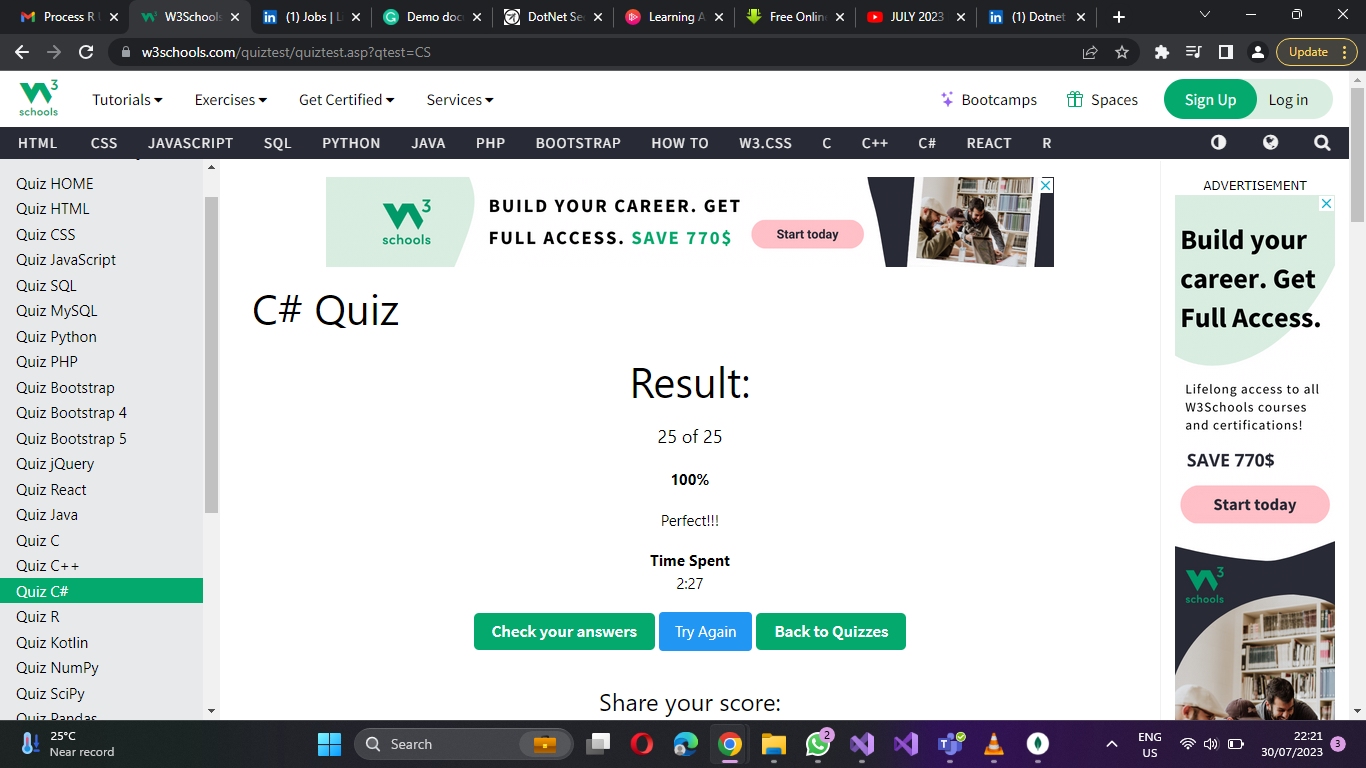 Process R U
W3Schools
(1) Jobs | L
Demo doc
DotNet Se
Learning A
Free Onlin
JULY 2023
(1) Dotnet
w3schools.com/quiztest/quiztest.asp?qtest=CS
Update
3
schools
Tutorials
Exercises
Get Certified
Services
Bootcamps
Spaces
Sign Up
Log in
HTML
CSS
JAVASCRIPT
SQL
PYTHON
JAVA
PHP
BOOTSTRAP
HOW TO
W3.CSS
C
C++
C#
REACT
R
Quiz HOME
Quiz HTML
Quiz CSS
Quiz JavaScript
Quiz SQL
Quiz MySQL
Quiz Python
Quiz PHP
Quiz Bootstrap
Quiz Bootstrap 4
Quiz Bootstrap 5
Quiz jQuery
Quiz React
Quiz Java
Quiz C
Quiz C++
Quiz C#
Quiz R
Quiz Kotlin
Quiz NumPy
Quiz SciPy
Quiz Pandas
3
schools
BUILD YOUR CAREER. GET
FULL ACCESS. SAVE 770$
Start today
C# Quiz
Result:
25 of 25
100%
Perfect!!!
Time Spent
2:27
Check your answers
Try Again
Back to Quizzes
Share your score:
ADVERTISEMENT
Build your
career. Get
Full Access.
Lifelong access to all
W3Schools courses
and certifications!
SAVE 770$
Start today
3
schools
25°C
Near record
Search
2
ENG
US
22:21
30/07/2023
3